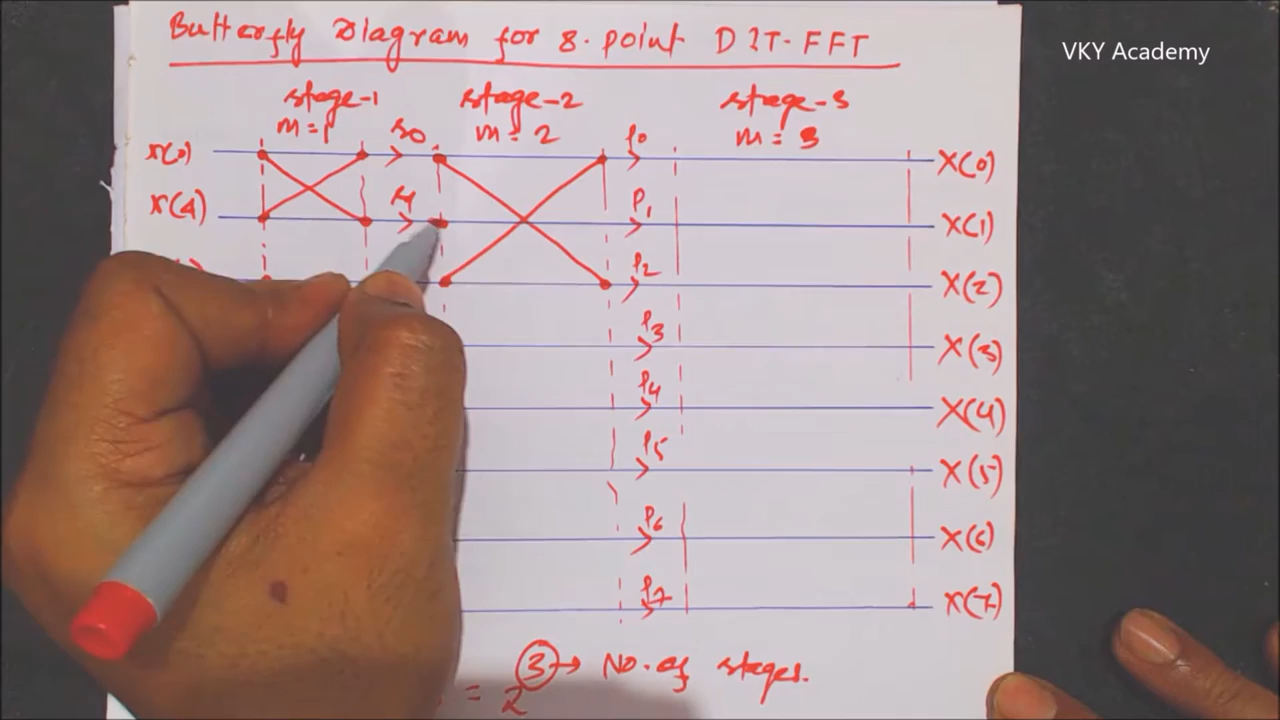 Butterfly Diagram for 8-point DIT-FFT
VKY Academy
stage-1 stage-2 stage-3
m=1 m=2 m=3
x(0) s0 p0 X(0)
x(4) s1 p1 X(1)
p2 X(2)
p3 X(3)
p4 X(4)
p5 X(5)
p6 X(6)
p7 X(7)
= 2^3 → No. of stages.